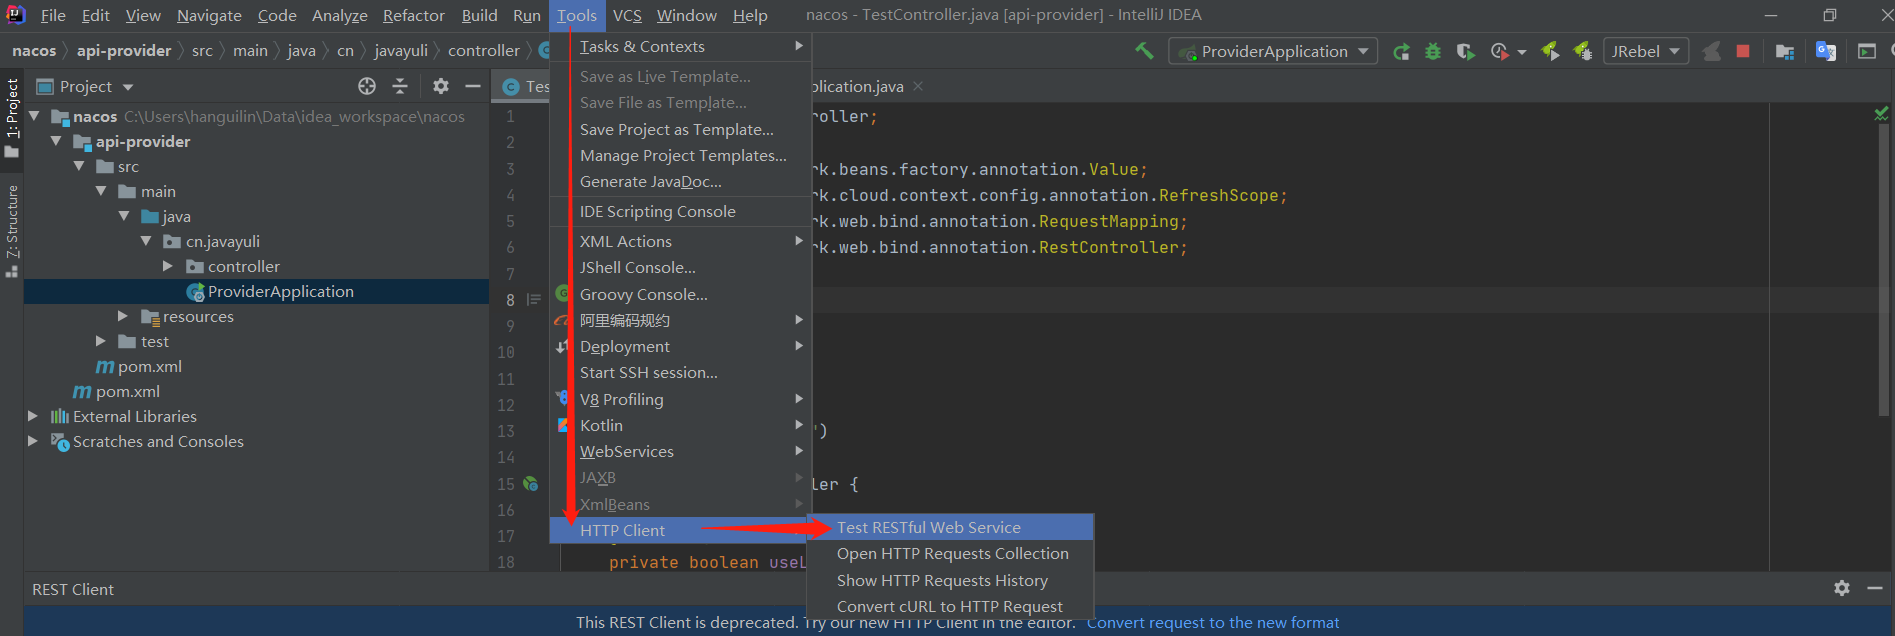 File Edit View Navigate Code Analyze Refactor Build Run Tools VCS Window Help nacos - TestController.java [api-provider] - IntelliJ IDEA
nacos api-provider src main java cn javayuli controller ProviderApplication JRebel
1: Project
Z: Structure
Project
nacos C:\Users\hanguilin\Data\idea_workspace\nacos
api-provider
src
main
java
cn.javayuli
controller
ProviderApplication
resources
test
pom.xml
pom.xml
External Libraries
Scratches and Consoles
Tasks & Contexts
Save as Live Template...
Save File as Template...
Save Project as Template...
Manage Project Templates...
Generate JavaDoc...
IDE Scripting Console
XML Actions
JShell Console...
Groovy Console...
阿里编码规约
Deployment
Start SSH session...
V8 Profiling
Kotlin
WebServices
JAXB
XmlBeans
HTTP Client
Test RESTful Web Service
Open HTTP Requests Collection
Show HTTP Requests History
Convert cURL to HTTP Request
Tes plication.java
1 roller;
2
3 rk.beans.factory.annotation.Value;
4 rk.cloud.context.config.annotation.RefreshScope;
5 rk.web.bind.annotation.RequestMapping;
6 rk.web.bind.annotation.RestController;
7
8
9
10
11
12
13 ")
14
15 ler {
16
17
18 private boolean useL
REST Client
This REST Client is deprecated. Try our new HTTP Client in the editor. Convert request to the new format